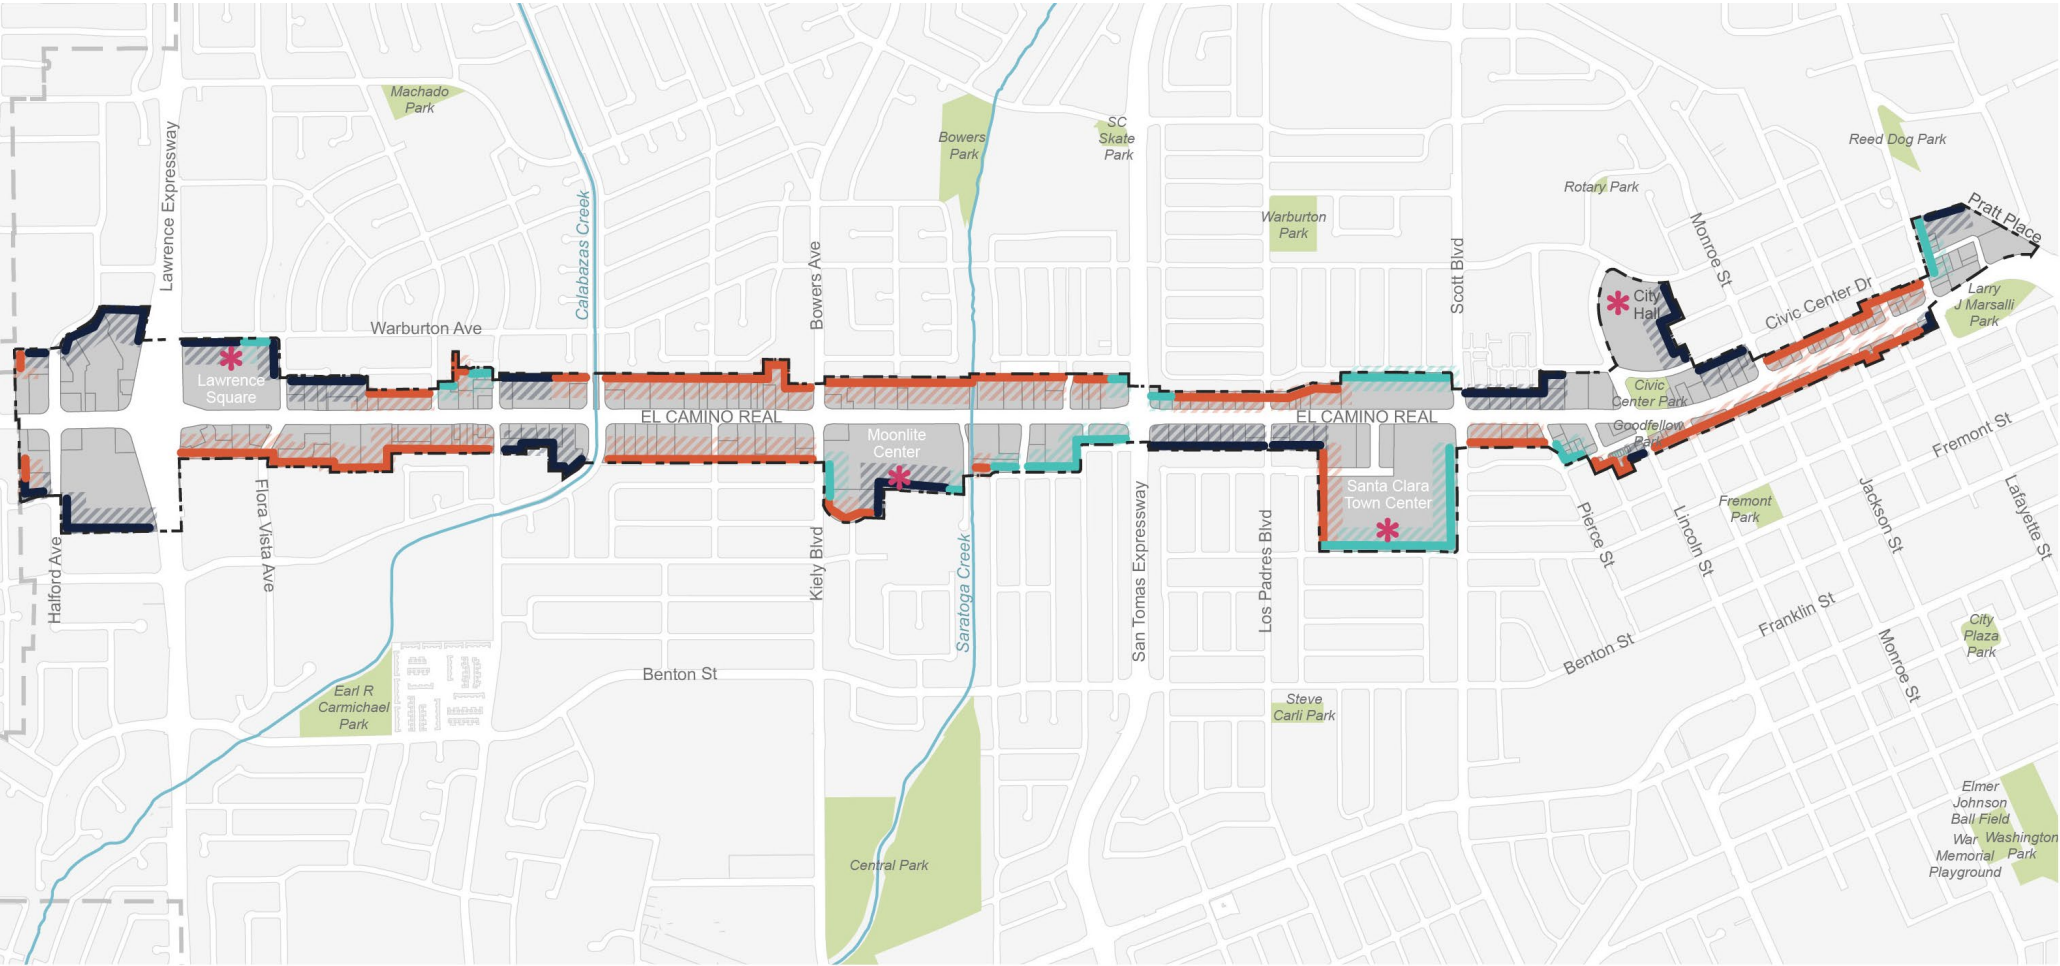 Machado
Park
Lawrence Expressway
Bowers
Park
SC
Skate
Park
Reed Dog Park
Rotary Park
Warburton
Park
Pratt Place
Monroe St
Calabazas Creek
Bowers Ave
Scott Blvd
City
Hall
Civic Center Dr
Larry
J Marsalli
Park
Warburton Ave
Lawrence
Square
EL CAMINO REAL
EL CAMINO REAL
Civic
Center Park
Goodfellow
Park
Moonlite
Center
Fremont St
Santa Clara
Town Center
Flora Vista Ave
Halford Ave
Kiely Blvd
Saratoga Creek
San Tomas Expressway
Los Padres Blvd
Pierce St
Lincoln St
Fremont
Park
Jackson St
Lafayette St
Franklin St
Benton St
Monroe St
City
Plaza
Park
Benton St
Earl R
Carmichael
Park
Steve
Carli Park
Central Park
Elmer
Johnson
Ball Field
War
Memorial
Playground
Washington
Park